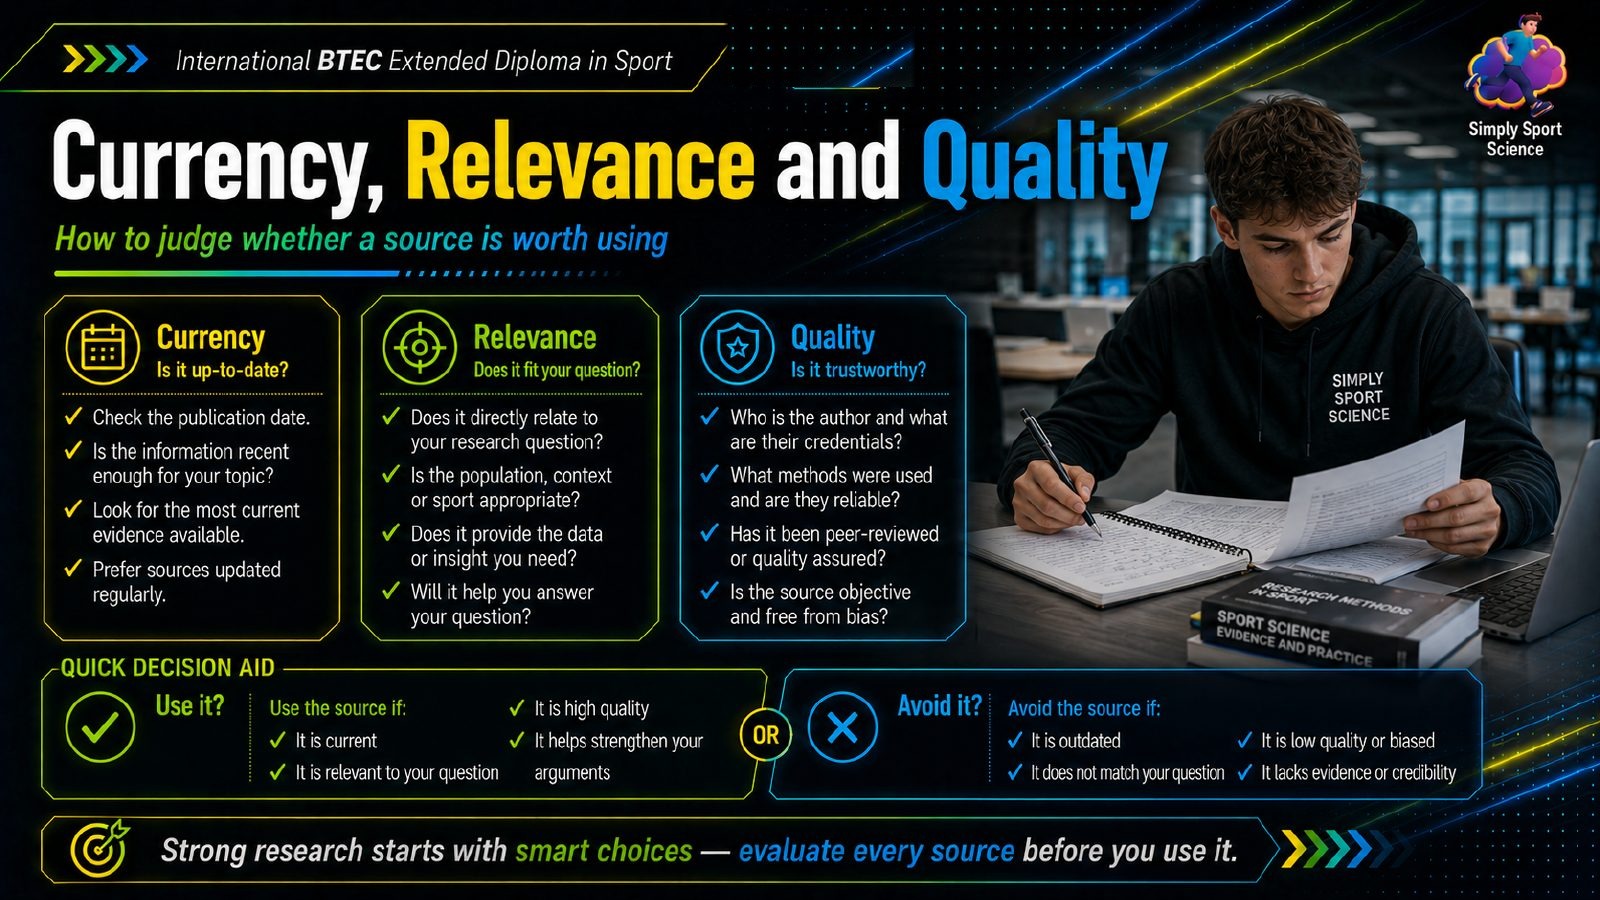 International BTEC Extended Diploma in Sport
Simply Sport
Science
Currency, Relevance and Quality
How to judge whether a source is worth using
Currency
Is it up-to-date?
Check the publication date.
Is the information recent
enough for your topic?
Look for the most current
evidence available.
Prefer sources updated
regularly.
Relevance
Does it fit your question?
Does it directly relate to
your research question?
Is the population, context
or sport appropriate?
Does it provide the data
or insight you need?
Will it help you answer
your question?
Quality
Is it trustworthy?
Who is the author and what
are their credentials?
What methods were used
and are they reliable?
Has it been peer-reviewed
or quality assured?
Is the source objective
and free from bias?
SIMPLY
SPORT
SCIENCE
RESEARCH METHODS
IN SPORT
SPORT SCIENCE
EVIDENCE AND PRACTICE
QUICK DECISION AID
Use it?
Use the source if:
It is current
It is relevant to your question
It is high quality
It helps strengthen your
arguments
OR
Avoid it?
Avoid the source if:
It is outdated
It does not match your question
It is low quality or biased
It lacks evidence or credibility
Strong research starts with smart choices — evaluate every source before you use it.